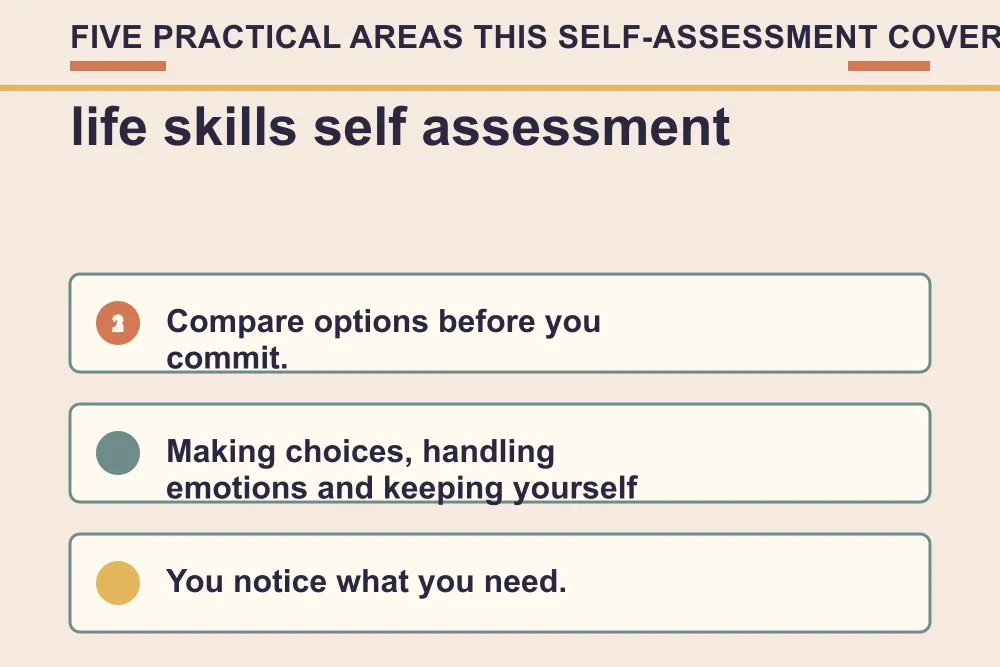 FIVE PRACTICAL AREAS THIS SELF-ASSESSMENT COVER
life skills self assessment
Compare options before you
commit.
Making choices, handling
emotions and keeping yourself
You notice what you need.